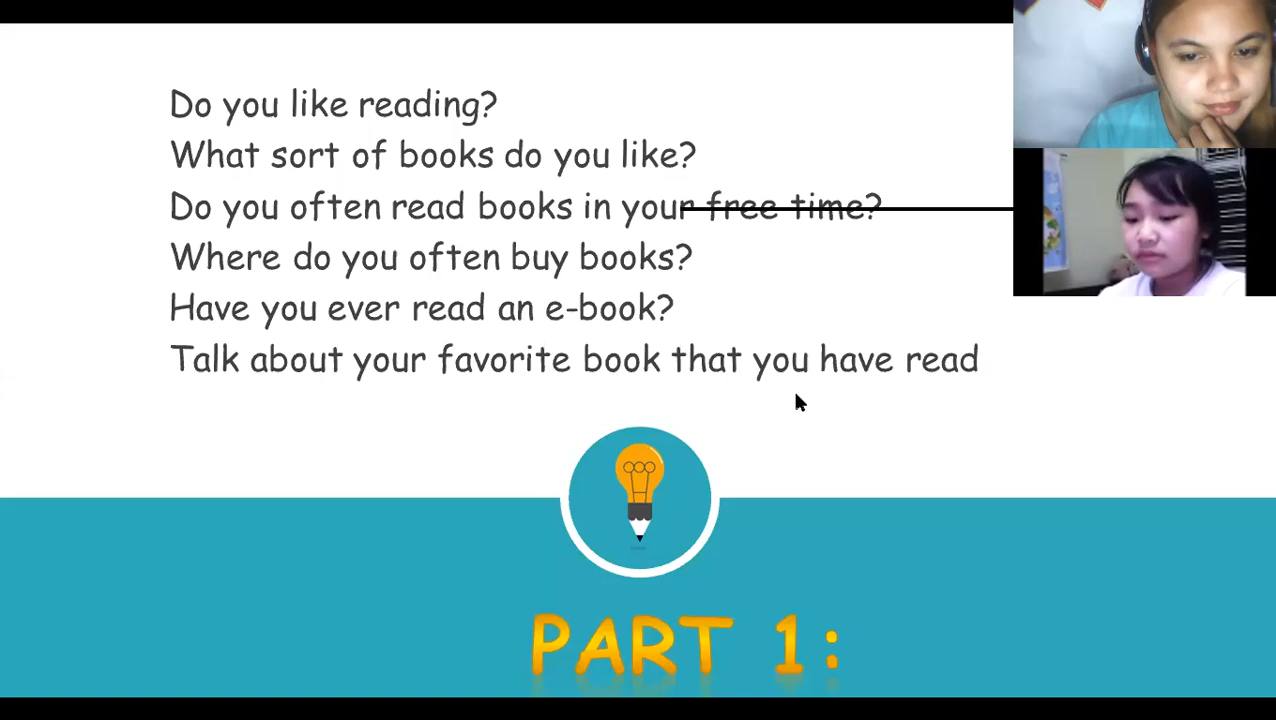 Do you like reading?
What sort of books do you like?
Do you often read books in your free time?
Where do you often buy books?
Have you ever read an e-book?
Talk about your favorite book that you have read
PART 1: